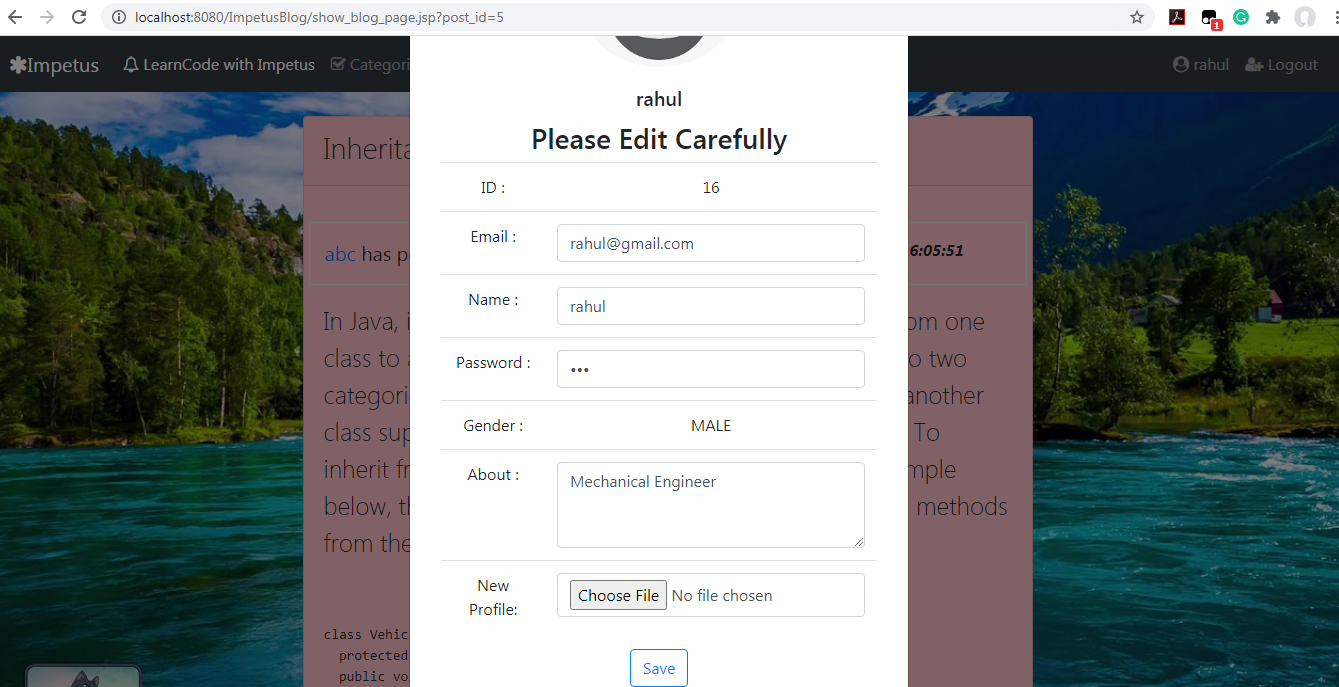 localhost:8080/ImpetusBlog/show_blog_page.jsp?post_id=5
1
Impetus LearnCode with Impetus Categori rahul Logout
rahul
Please Edit Carefully
Inherita
ID : 16
Email : rahul@gmail.com
abc has p 6:05:51
Name : rahul
In Java, i om one
class to a o two
Password : •••
categori another
Gender : MALE
class sup To
inherit fr mple
About : Mechanical Engineer
below, th methods
from the
New
Profile: Choose File No file chosen
class Vehic
protected
public vo
Save